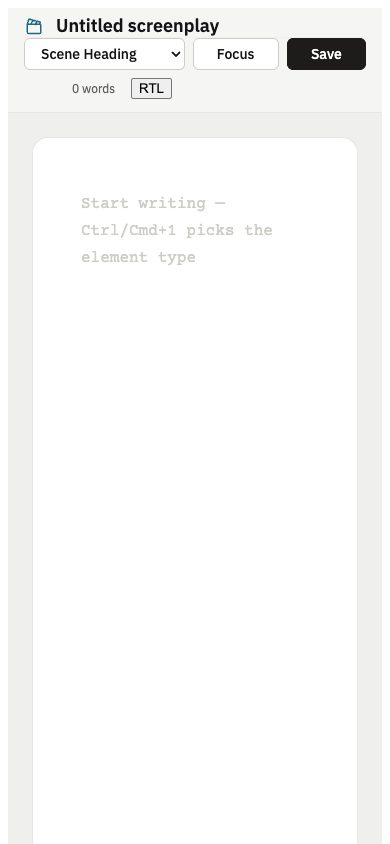 Untitled screenplay
Scene Heading Focus Save
0 words RTL
Start writing —
Ctrl/Cmd+1 picks the
element type